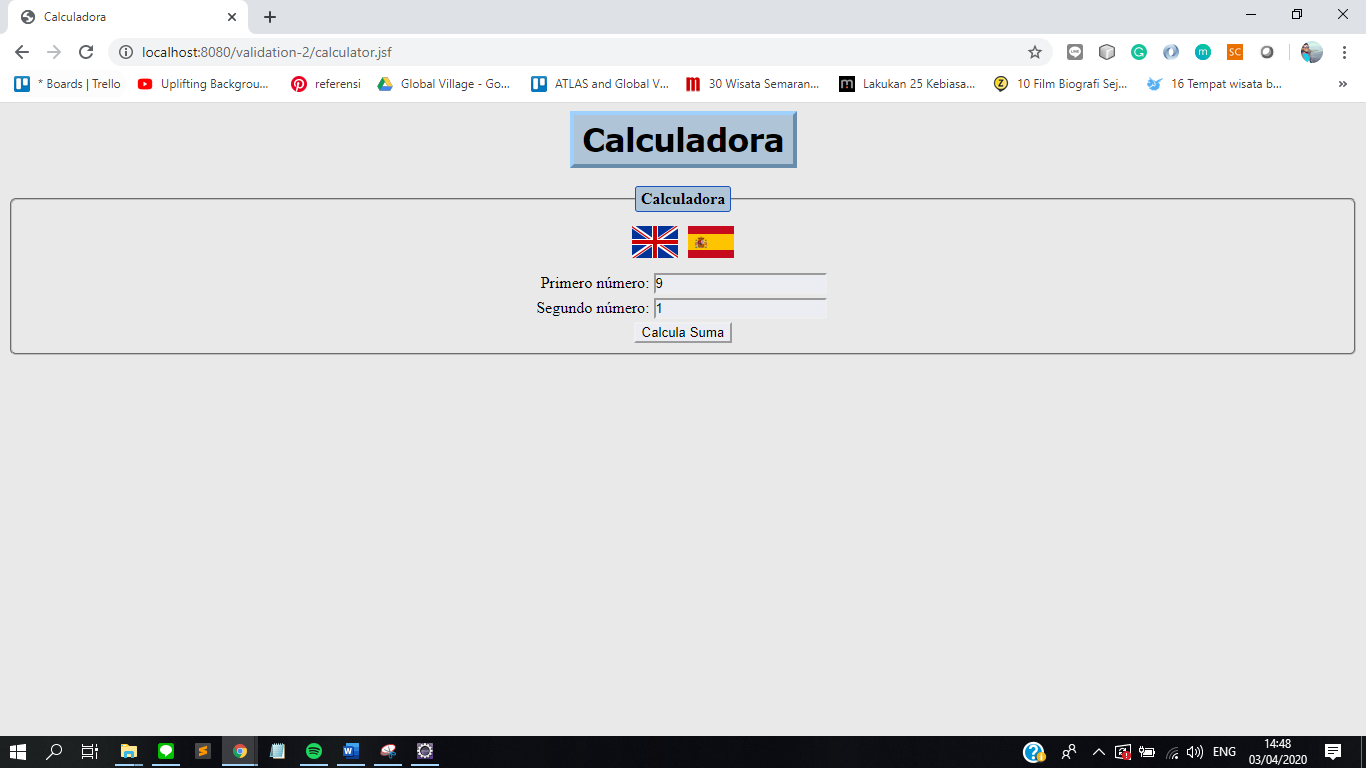 Calculadora
localhost:8080/validation-2/calculator.jsf
SC
* Boards | Trello
Uplifting Backgrou...
referensi
Global Village - Go...
ATLAS and Global V...
30 Wisata Semaran...
Lakukan 25 Kebiasa...
10 Film Biografi Sej...
16 Tempat wisata b...
»
Calculadora
Calculadora
Primero número: 9
Segundo número: 1
Calcula Suma
ENG
14:48
03/04/2020